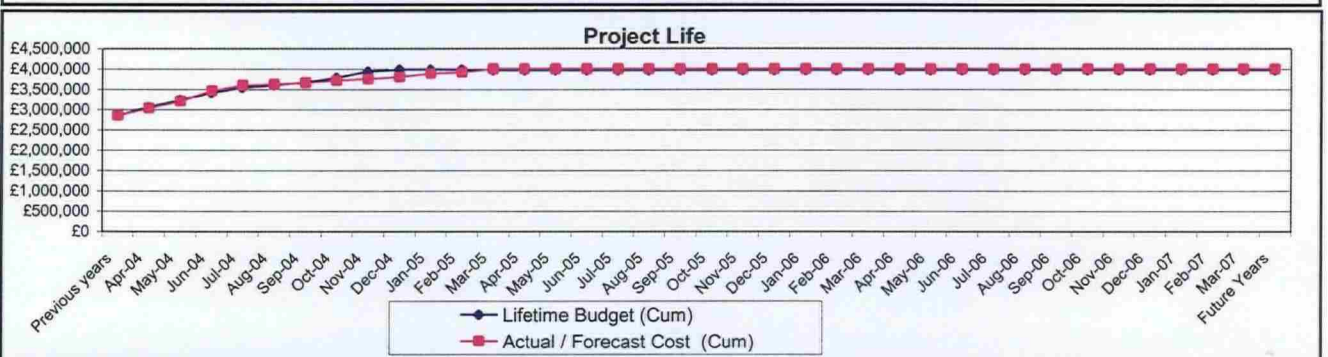 Project Life
£4,500,000
£4,000,000
£3,500,000
£3,000,000
£2,500,000
£2,000,000
£1,500,000
£1,000,000
£500,000
£0
Previous years
Apr-04
May-04
Jun-04
Jul-04
Aug-04
Sep-04
Oct-04
Nov-04
Dec-04
Jan-05
Feb-05
Mar-05
Apr-05
May-05
Jun-05
Jul-05
Aug-05
Sep-05
Oct-05
Nov-05
Dec-05
Jan-06
Feb-06
Mar-06
Apr-06
May-06
Jun-06
Jul-06
Aug-06
Sep-06
Oct-06
Nov-06
Dec-06
Jan-07
Feb-07
Mar-07
Future Years
Lifetime Budget (Cum)
Actual / Forecast Cost (Cum)